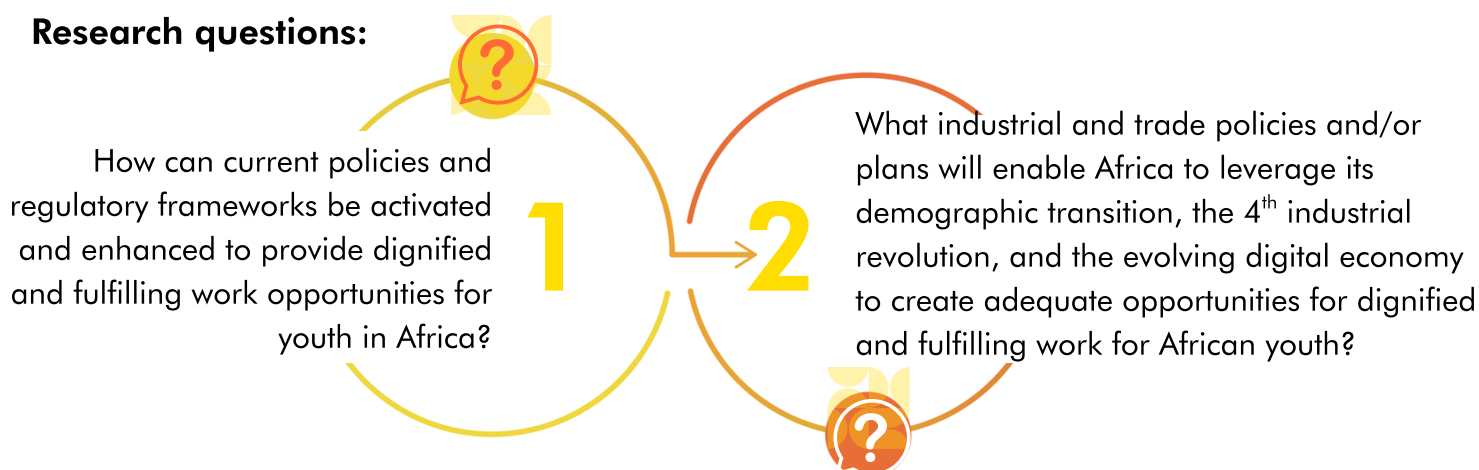 Research questions:
How can current policies and
regulatory frameworks be activated
and enhanced to provide dignified
and fulfilling work opportunities for
youth in Africa?
1
2
What industrial and trade policies and/or
plans will enable Africa to leverage its
demographic transition, the 4th industrial
revolution, and the evolving digital economy
to create adequate opportunities for dignified
and fulfilling work for African youth?